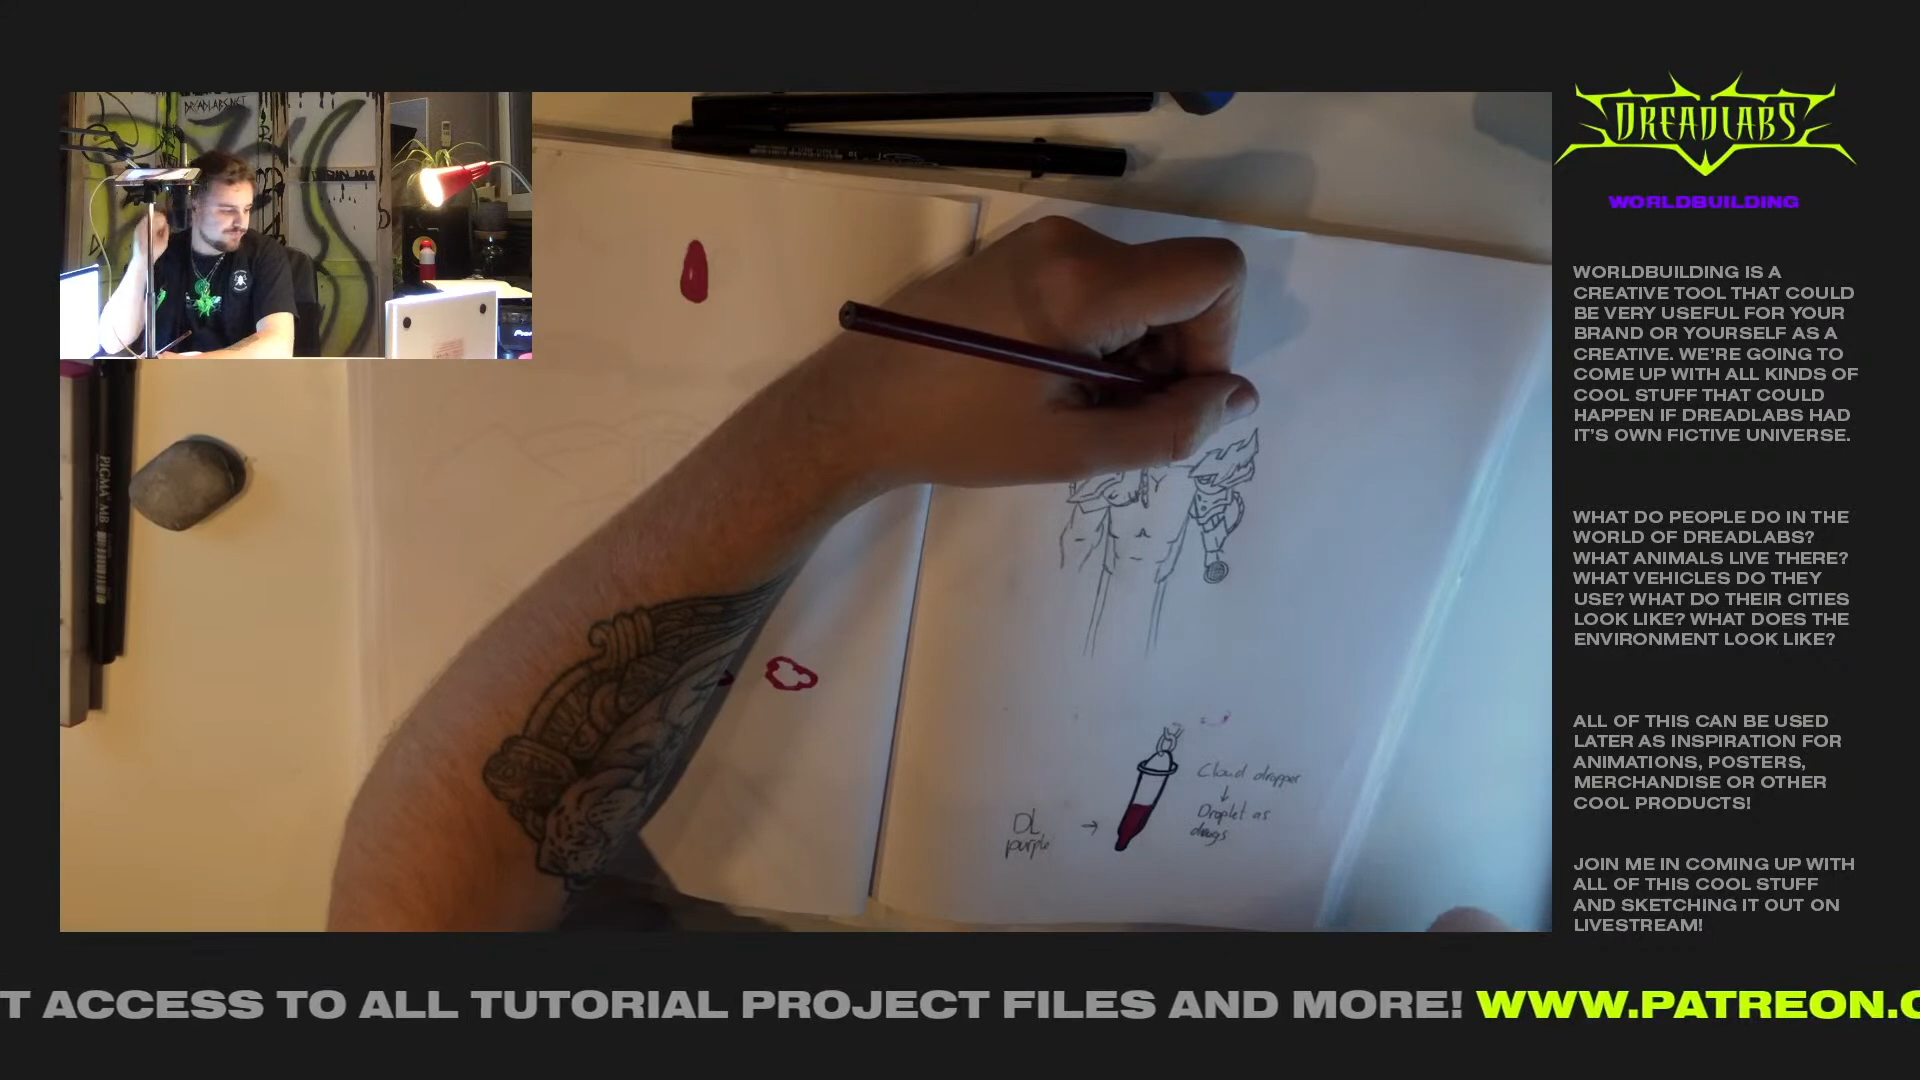 DREADLABS.NET
DREADLABS
WORLDBUILDING
WORLDBUILDING IS A
CREATIVE TOOL THAT COULD
BE VERY USEFUL FOR YOUR
BRAND OR YOURSELF AS A
CREATIVE. WE'RE GOING TO
COME UP WITH ALL KINDS OF
COOL STUFF THAT COULD
HAPPEN IF DREADLABS HAD
IT'S OWN FICTIVE UNIVERSE.
WHAT DO PEOPLE DO IN THE
WORLD OF DREADLABS?
WHAT ANIMALS LIVE THERE?
WHAT VEHICLES DO THEY
USE? WHAT DO THEIR CITIES
LOOK LIKE? WHAT DOES THE
ENVIRONMENT LOOK LIKE?
ALL OF THIS CAN BE USED
LATER AS INSPIRATION FOR
ANIMATIONS, POSTERS,
MERCHANDISE OR OTHER
COOL PRODUCTS!
JOIN ME IN COMING UP WITH
ALL OF THIS COOL STUFF
AND SKETCHING IT OUT ON
LIVESTREAM!
PIGMA MB
Cloud dropper
↓
Droplet as
drugs
DL →
purple
T ACCESS TO ALL TUTORIAL PROJECT FILES AND MORE! WWW.PATREON.C